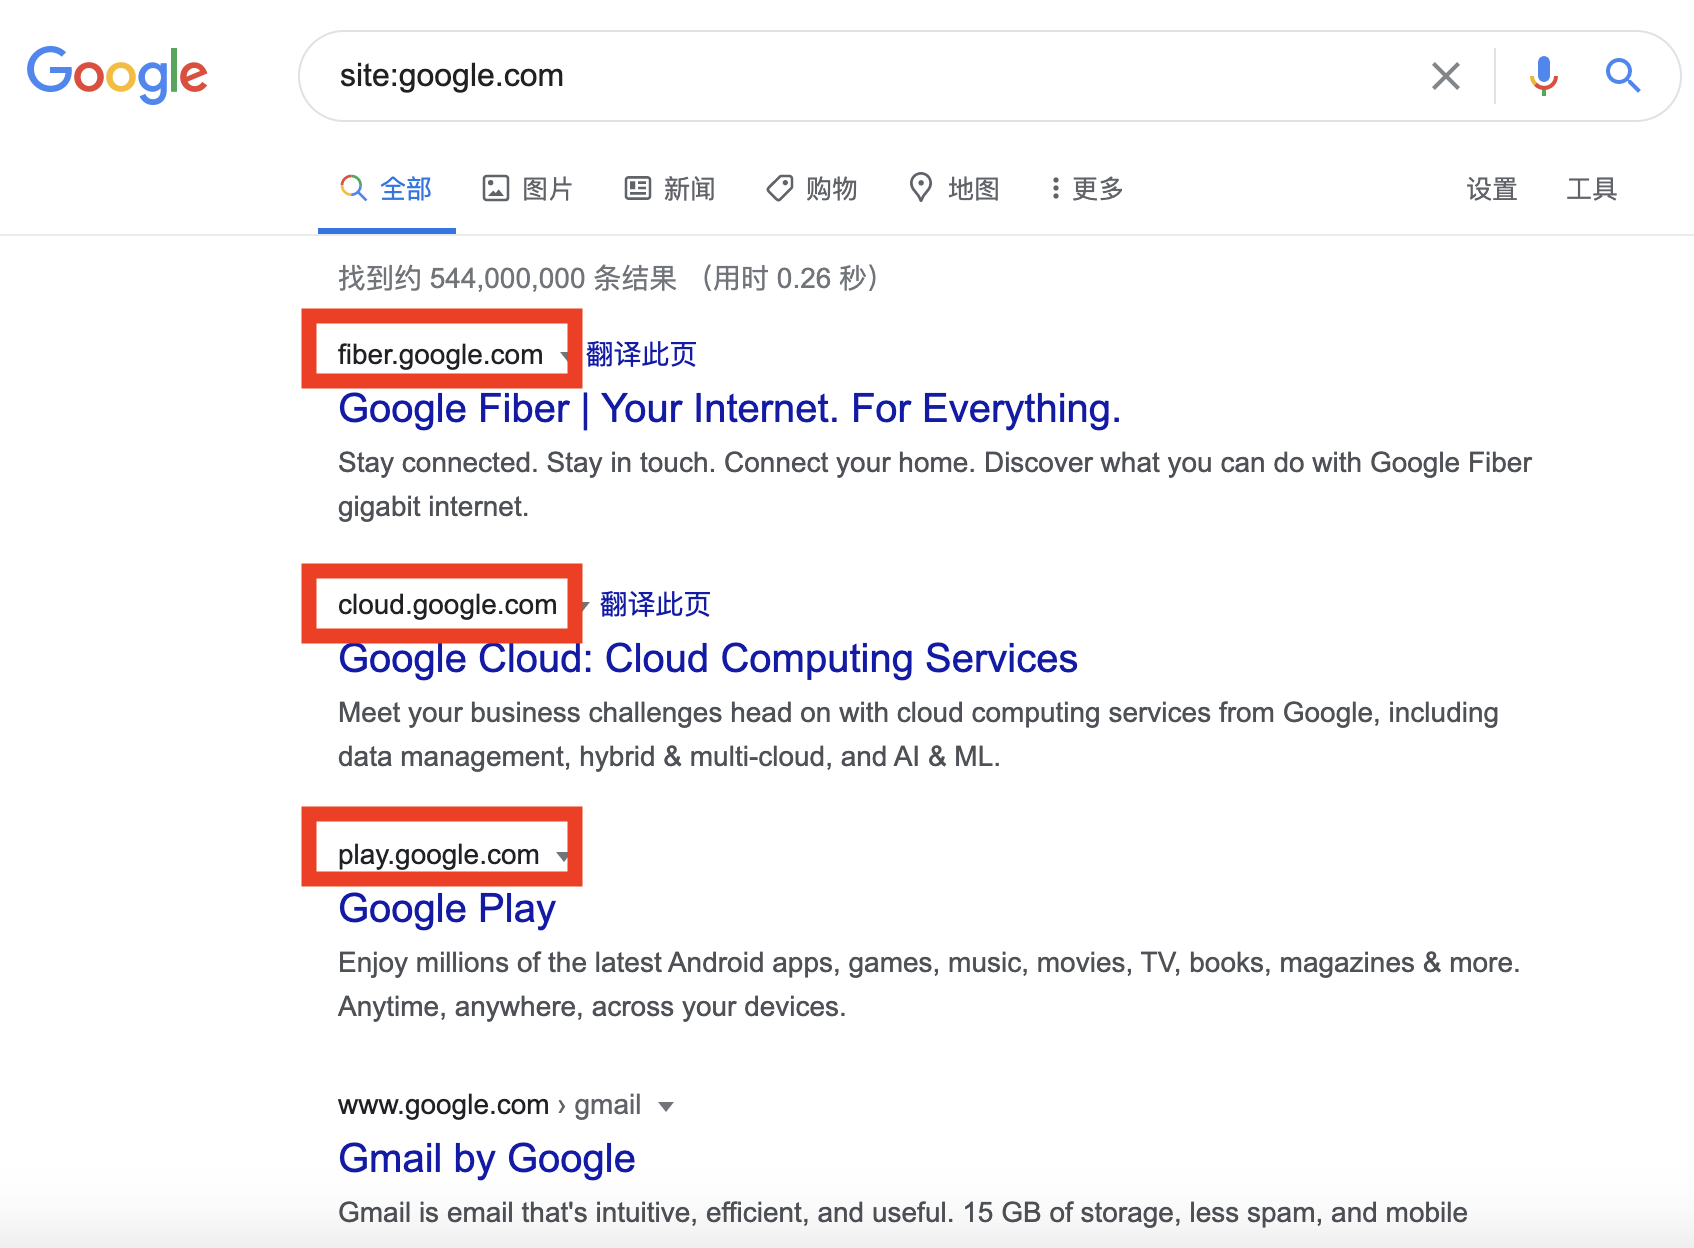 Google
site:google.com
全部 图片 新闻 购物 地图 更多 设置 工具
找到约 544,000,000 条结果 （用时 0.26 秒）
fiber.google.com 翻译此页
Google Fiber | Your Internet. For Everything.
Stay connected. Stay in touch. Connect your home. Discover what you can do with Google Fiber
gigabit internet.
cloud.google.com 翻译此页
Google Cloud: Cloud Computing Services
Meet your business challenges head on with cloud computing services from Google, including
data management, hybrid & multi-cloud, and AI & ML.
play.google.com
Google Play
Enjoy millions of the latest Android apps, games, music, movies, TV, books, magazines & more.
Anytime, anywhere, across your devices.
www.google.com › gmail
Gmail by Google
Gmail is email that's intuitive, efficient, and useful. 15 GB of storage, less spam, and mobile